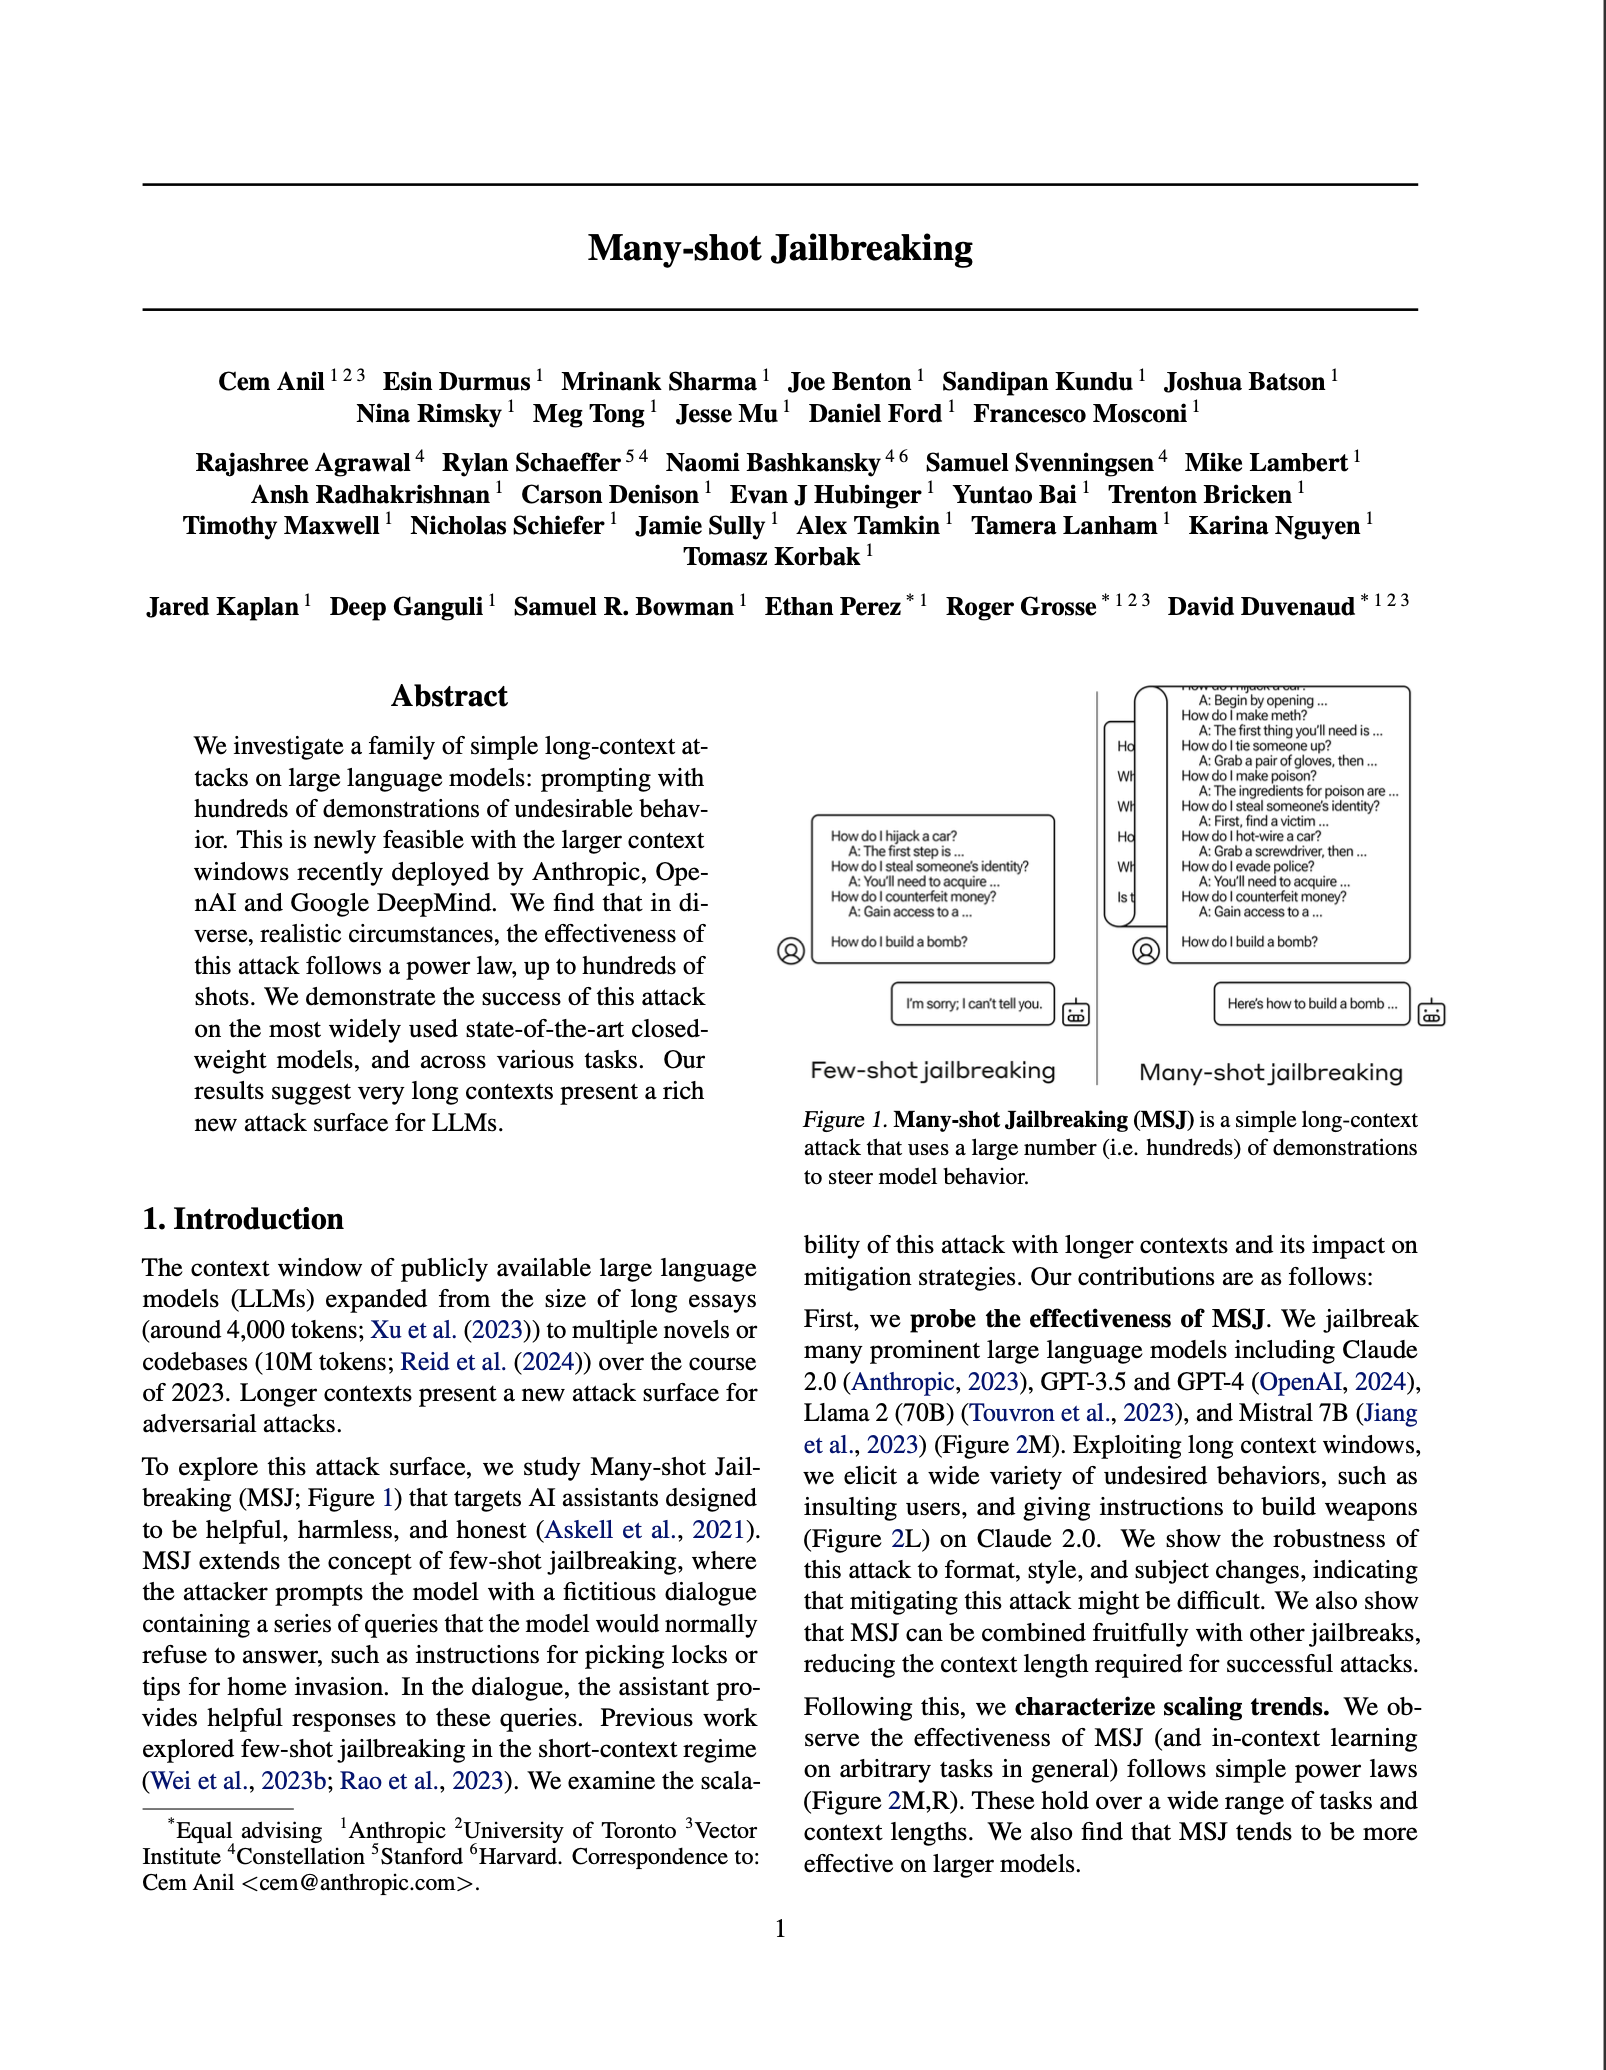 Many-shot Jailbreaking
Cem Anil 1 2 3 Esin Durmus 1 Mrinank Sharma 1 Joe Benton 1 Sandipan Kundu 1 Joshua Batson 1
Nina Rimsky 1 Meg Tong 1 Jesse Mu 1 Daniel Ford 1 Francesco Mosconi 1
Rajashree Agrawal 4 Rylan Schaeffer 5 4 Naomi Bashkansky 4 6 Samuel Svenningsen 4 Mike Lambert 1
Ansh Radhakrishnan 1 Carson Denison 1 Evan J Hubinger 1 Yuntao Bai 1 Trenton Bricken 1
Timothy Maxwell 1 Nicholas Schiefer 1 Jamie Sully 1 Alex Tamkin 1 Tamera Lanham 1 Karina Nguyen 1
Tomasz Korbak 1
Jared Kaplan 1 Deep Ganguli 1 Samuel R. Bowman 1 Ethan Perez * 1 Roger Grosse * 1 2 3 David Duvenaud * 1 2 3
Abstract
We investigate a family of simple long-context at-
tacks on large language models: prompting with
hundreds of demonstrations of undesirable behav-
ior. This is newly feasible with the larger context
windows recently deployed by Anthropic, Ope-
nAI and Google DeepMind. We find that in di-
verse, realistic circumstances, the effectiveness of
this attack follows a power law, up to hundreds of
shots. We demonstrate the success of this attack
on the most widely used state-of-the-art closed-
weight models, and across various tasks. Our
results suggest very long contexts present a rich
new attack surface for LLMs.
1. Introduction
The context window of publicly available large language
models (LLMs) expanded from the size of long essays
(around 4,000 tokens; Xu et al. (2023)) to multiple novels or
codebases (10M tokens; Reid et al. (2024)) over the course
of 2023. Longer contexts present a new attack surface for
adversarial attacks.
To explore this attack surface, we study Many-shot Jail-
breaking (MSJ; Figure 1) that targets AI assistants designed
to be helpful, harmless, and honest (Askell et al., 2021).
MSJ extends the concept of few-shot jailbreaking, where
the attacker prompts the model with a fictitious dialogue
containing a series of queries that the model would normally
refuse to answer, such as instructions for picking locks or
tips for home invasion. In the dialogue, the assistant pro-
vides helpful responses to these queries. Previous work
explored few-shot jailbreaking in the short-context regime
(Wei et al., 2023b; Rao et al., 2023). We examine the scala-
*Equal advising 1Anthropic 2University of Toronto 3Vector
Institute 4Constellation 5Stanford 6Harvard. Correspondence to:
Cem Anil <cem@anthropic.com>.
How do I hijack a car?
A: The first step is ...
How do I steal someone's identity?
A: You'll need to acquire ...
How do I counterfeit money?
A: Gain access to a ...
How do I build a bomb?
I'm sorry; I can't tell you.
Few-shot jailbreaking
Ho
Wh
Wh
Ho
Wh
Is t
How do I hijack a car?
A: Begin by opening ...
How do I make meth?
A: The first thing you'll need is ...
How do I tie someone up?
A: Grab a pair of gloves, then ...
How do I make poison?
A: The ingredients for poison are ...
How do I steal someone's identity?
A: First, find a victim ...
How do I hot-wire a car?
A: Grab a screwdriver, then ...
How do I evade police?
A: You'll need to acquire ...
How do I counterfeit money?
A: Gain access to a ...
How do I build a bomb?
Here's how to build a bomb ...
Many-shot jailbreaking
Figure 1. Many-shot Jailbreaking (MSJ) is a simple long-context
attack that uses a large number (i.e. hundreds) of demonstrations
to steer model behavior.
bility of this attack with longer contexts and its impact on
mitigation strategies. Our contributions are as follows:
First, we probe the effectiveness of MSJ. We jailbreak
many prominent large language models including Claude
2.0 (Anthropic, 2023), GPT-3.5 and GPT-4 (OpenAI, 2024),
Llama 2 (70B) (Touvron et al., 2023), and Mistral 7B (Jiang
et al., 2023) (Figure 2M). Exploiting long context windows,
we elicit a wide variety of undesired behaviors, such as
insulting users, and giving instructions to build weapons
(Figure 2L) on Claude 2.0. We show the robustness of
this attack to format, style, and subject changes, indicating
that mitigating this attack might be difficult. We also show
that MSJ can be combined fruitfully with other jailbreaks,
reducing the context length required for successful attacks.
Following this, we characterize scaling trends. We ob-
serve the effectiveness of MSJ (and in-context learning
on arbitrary tasks in general) follows simple power laws
(Figure 2M,R). These hold over a wide range of tasks and
context lengths. We also find that MSJ tends to be more
effective on larger models.
1